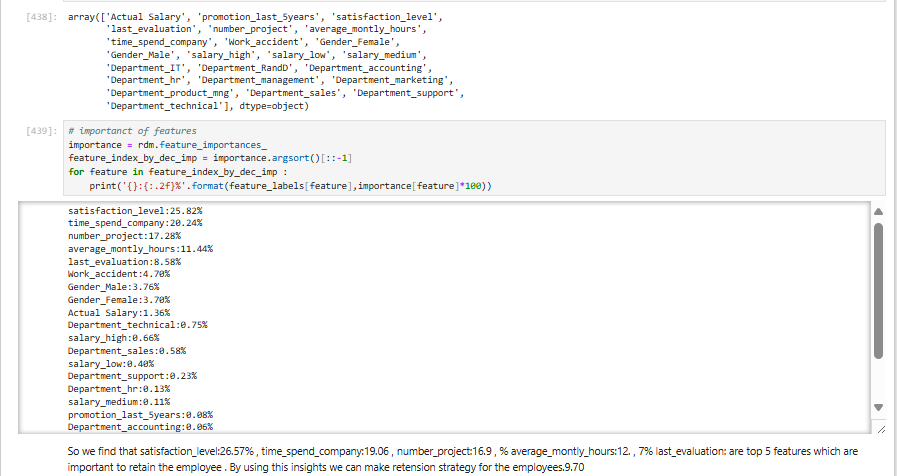 [438]: array(['Actual Salary', 'promotion_last_5years', 'satisfaction_level',
'last_evaluation', 'number_project', 'average_montly_hours',
'time_spend_company', 'Work_accident', 'Gender_Female',
'Gender_Male', 'salary_high', 'salary_low', 'salary_medium',
'Department_IT', 'Department_RandD', 'Department_accounting',
'Department_hr', 'Department_management', 'Department_marketing',
'Department_product_mng', 'Department_sales', 'Department_support',
'Department_technical'], dtype=object)
[439]: # importanct of features
importance = rdm.feature_importances_
feature_index_by_dec_imp = importance.argsort()[::-1]
for feature in feature_index_by_dec_imp :
print('{}:{:.2f}%'.format(feature_labels[feature],importance[feature]*100))
satisfaction_level:25.82%
time_spend_company:20.24%
number_project:17.28%
average_montly_hours:11.44%
last_evaluation:8.58%
Work_accident:4.70%
Gender_Male:3.76%
Gender_Female:3.70%
Actual Salary:1.36%
Department_technical:0.75%
salary_high:0.66%
Department_sales:0.58%
salary_low:0.40%
Department_support:0.23%
Department_hr:0.13%
salary_medium:0.11%
promotion_last_5years:0.08%
Department_accounting:0.06%
So we find that satisfaction_level:26.57% , time_spend_company:19.06 , number_project:16.9 , % average_montly_hours:12. , 7% last_evaluation: are top 5 features which are
important to retain the employee . By using this insights we can make retension strategy for the employees.9.70